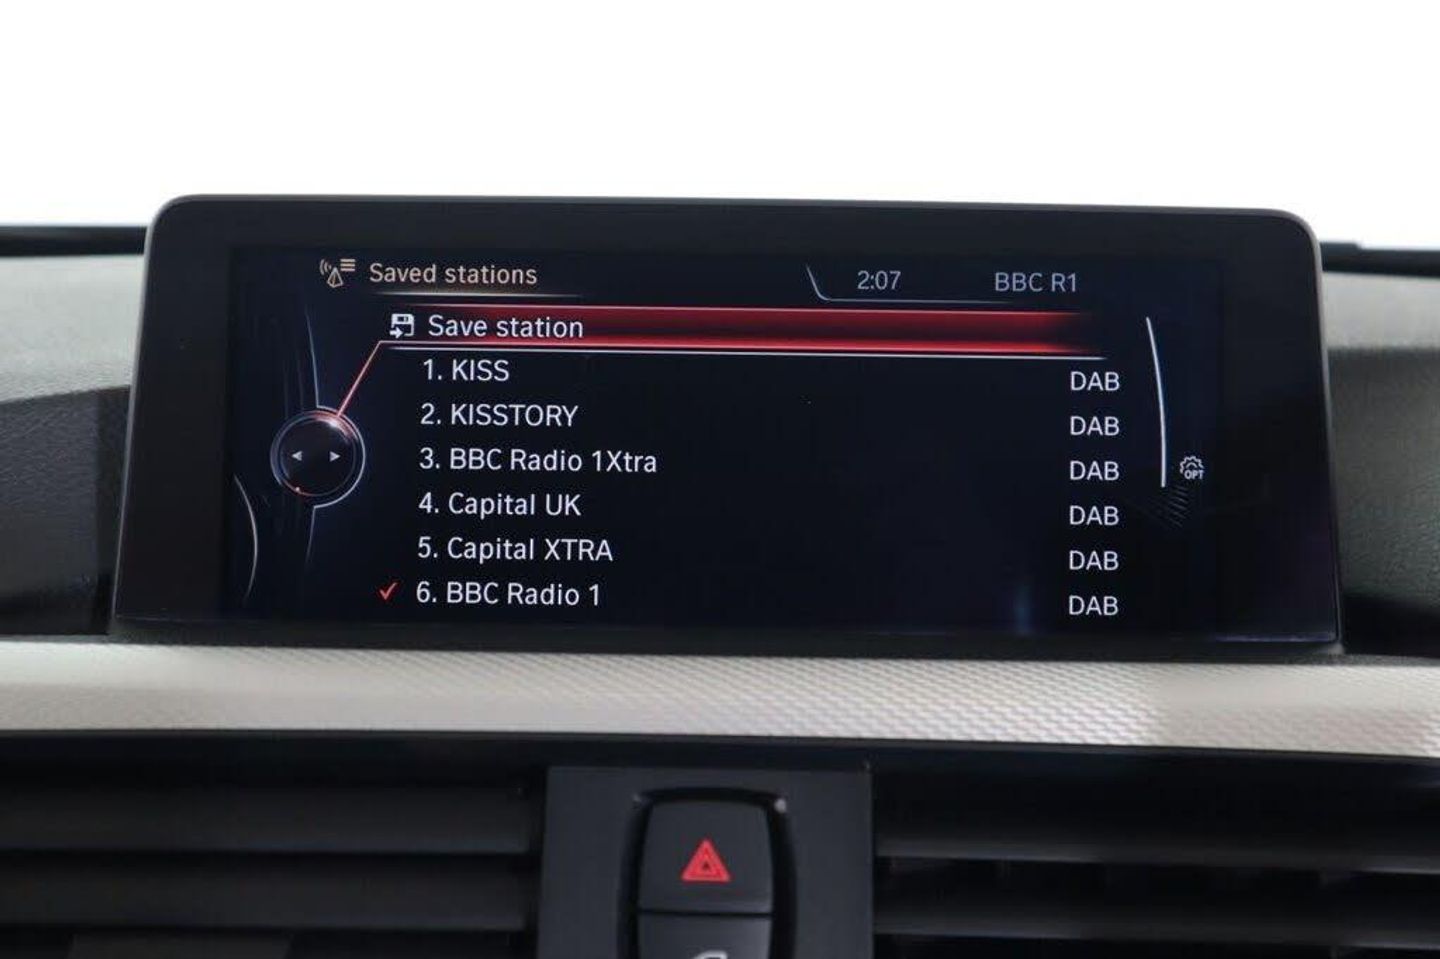 Saved stations 2:07 BBC R1
Save station
1. KISS DAB
2. KISSTORY DAB
3. BBC Radio 1Xtra DAB
OPT
4. Capital UK DAB
5. Capital XTRA DAB
6. BBC Radio 1 DAB